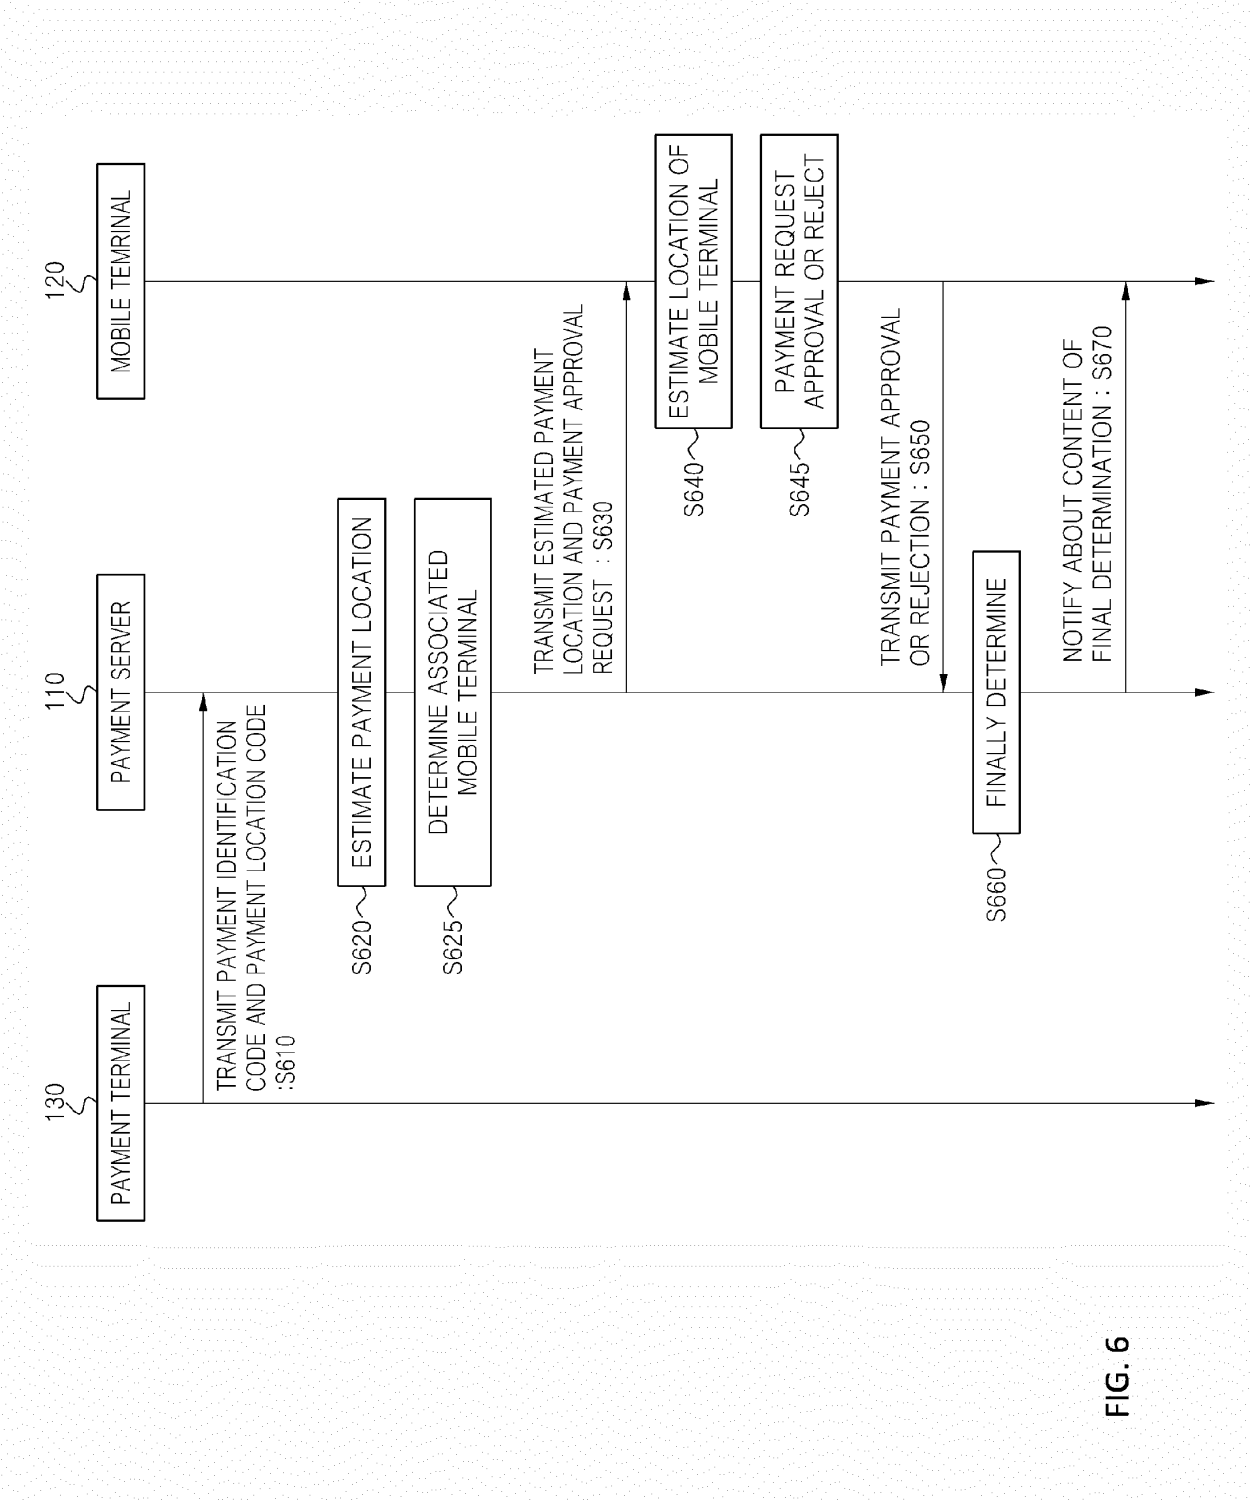 130
110
120
PAYMENT TERMINAL
PAYMENT SERVER
MOBILE TEMRINAL
TRANSMIT PAYMENT IDENTIFICATION
CODE AND PAYMENT LOCATION CODE
:S610
S620
ESTIMATE PAYMENT LOCATION
S625
DETERMINE ASSOCIATED
MOBILE TERMINAL
TRANSMIT ESTIMATED PAYMENT
LOCATION AND PAYMENT APPROVAL
REQUEST : S630
S640
ESTIMATE LOCATION OF
MOBILE TERMINAL
S645
PAYMENT REQUEST
APPROVAL OR REJECT
TRANSMIT PAYMENT APPROVAL
OR REJECTION : S650
S660
FINALLY DETERMINE
NOTIFY ABOUT CONTENT OF
FINAL DETERMINATION : S670
FIG. 6